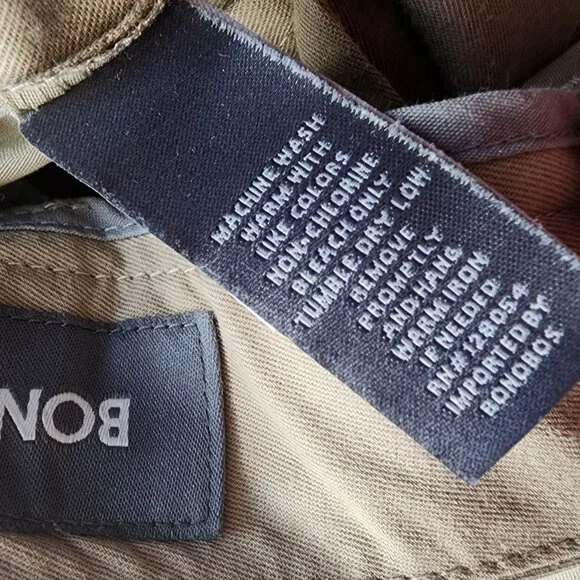 MACHINE WASH
WARM WITH
LIKE COLORS
NON-CHLORINE
BLEACH ONLY
TUMBLE DRY LOW
REMOVE
PROMPTLY
AND HANG
WARM IRON
IF NEEDED
RN#128054
IMPORTED BY
BONOBOS
BON